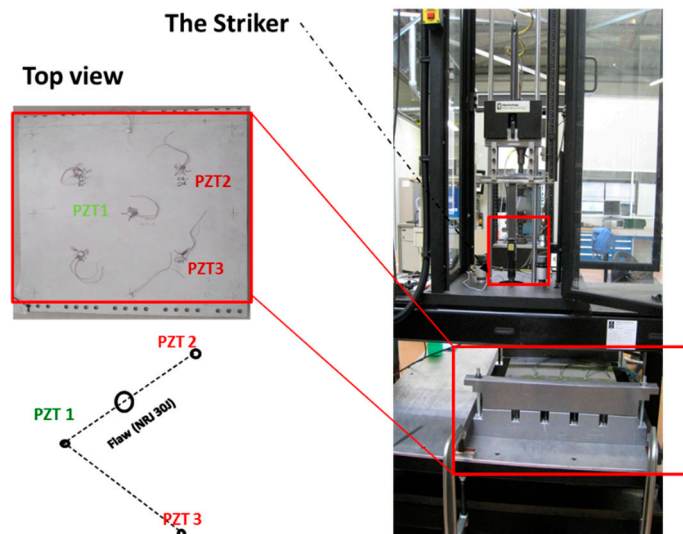 The Striker
Top view
PZT2
PZT1
PZT3
PZT 2
PZT 1
Flaw (NRJ 30J)
PZT 3